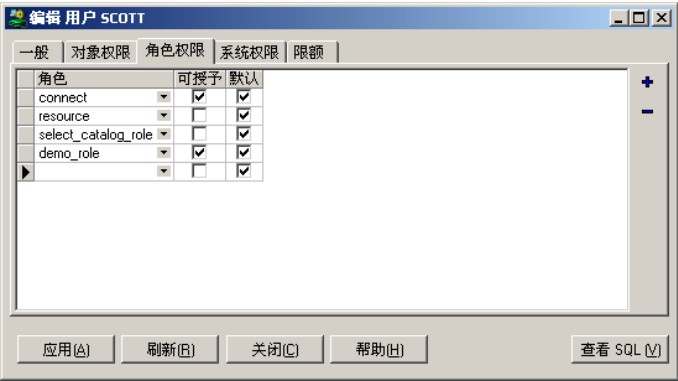 编辑 用户 SCOTT
一般 对象权限 角色权限 系统权限 限额
角色 可授予 默认
connect
resource
select_catalog_role
demo_role
应用(A) 刷新(R) 关闭(C) 帮助(H) 查看 SQL (V)